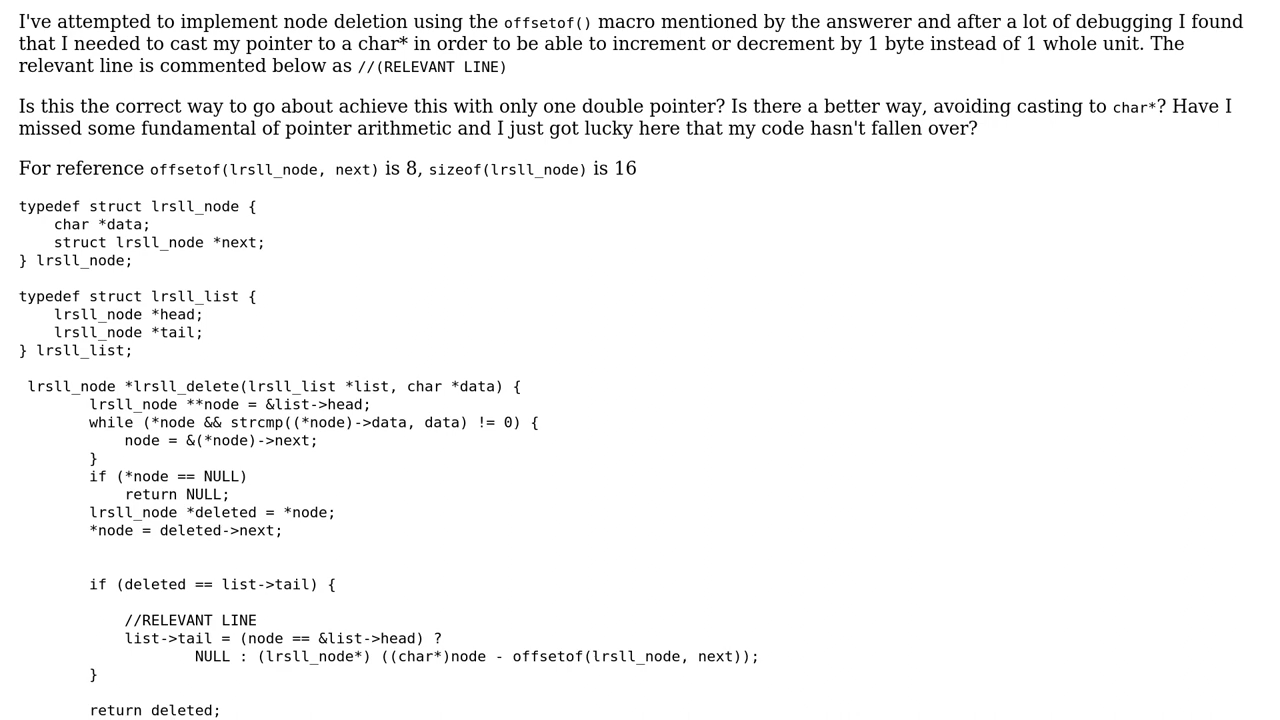 I've attempted to implement node deletion using the offsetof() macro mentioned by the answerer and after a lot of debugging I found
that I needed to cast my pointer to a char* in order to be able to increment or decrement by 1 byte instead of 1 whole unit. The
relevant line is commented below as //(RELEVANT LINE)
Is this the correct way to go about achieve this with only one double pointer? Is there a better way, avoiding casting to char*? Have I
missed some fundamental of pointer arithmetic and I just got lucky here that my code hasn't fallen over?
For reference offsetof(lrsll_node, next) is 8, sizeof(lrsll_node) is 16
typedef struct lrsll_node {
    char *data;
    struct lrsll_node *next;
} lrsll_node;
typedef struct lrsll_list {
    lrsll_node *head;
    lrsll_node *tail;
} lrsll_list;
 lrsll_node *lrsll_delete(lrsll_list *list, char *data) {
        lrsll_node **node = &list->head;
        while (*node && strcmp((*node)->data, data) != 0) {
            node = &(*node)->next;
        }
        if (*node == NULL)
            return NULL;
        lrsll_node *deleted = *node;
        *node = deleted->next;
        if (deleted == list->tail) {
            //RELEVANT LINE
            list->tail = (node == &list->head) ?
                    NULL : (lrsll_node*) ((char*)node - offsetof(lrsll_node, next));
        }
        return deleted;